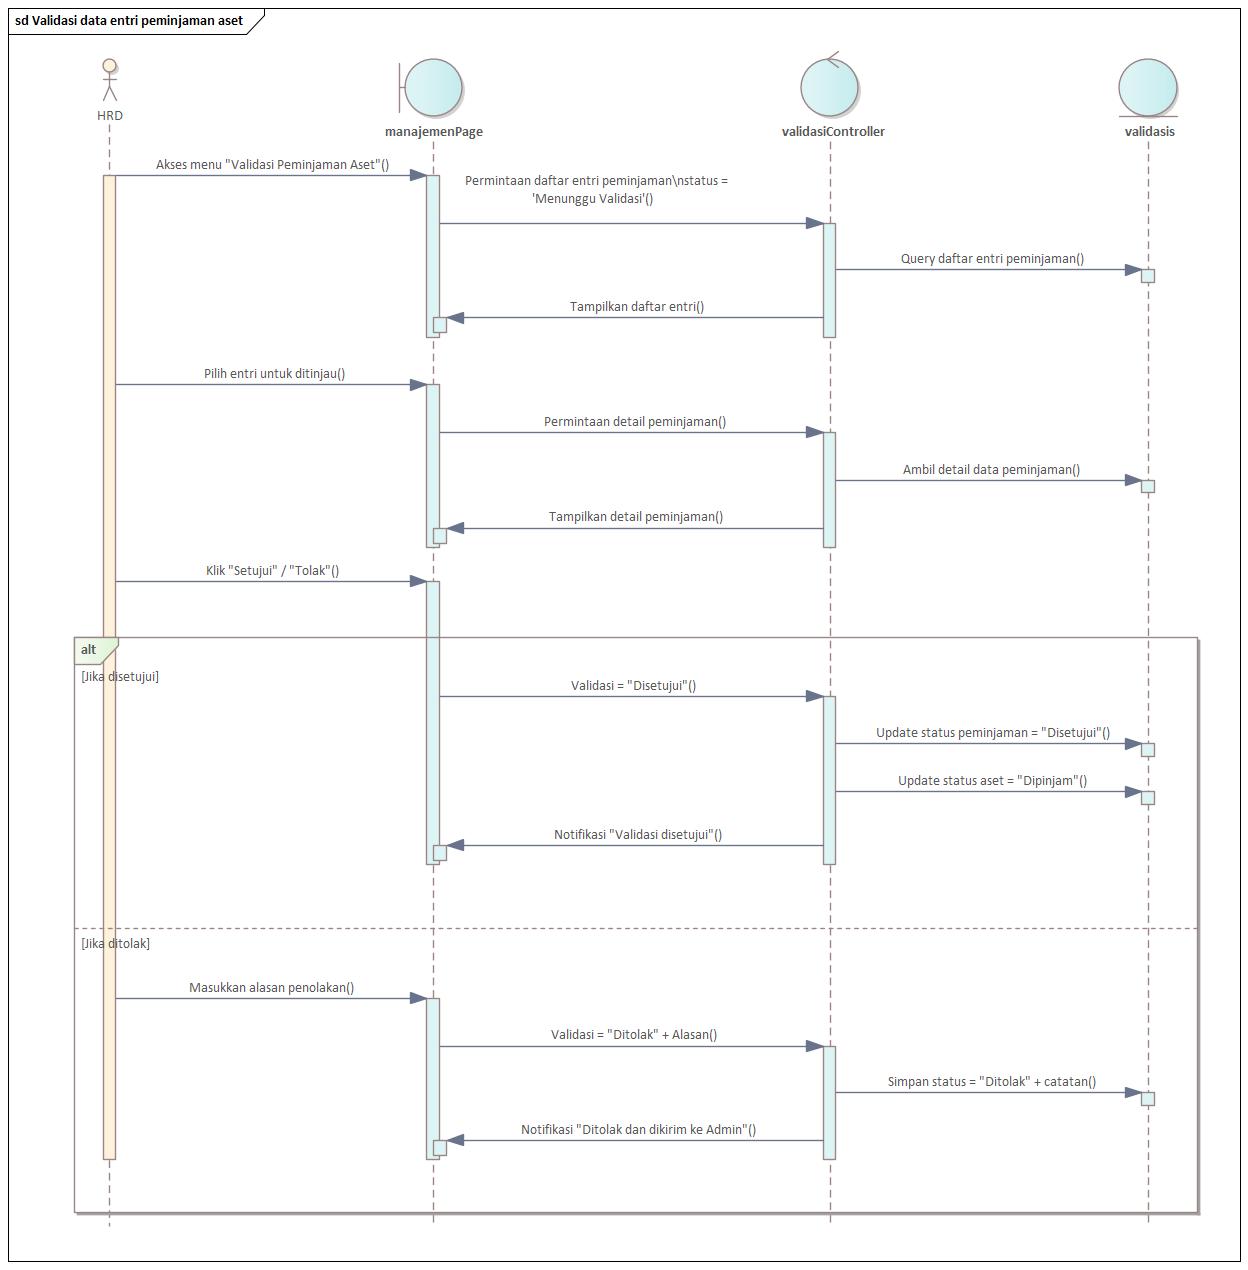 sd Validasi data entri peminjaman aset
HRD
manajemenPage
validasiController
validasis
Akses menu "Validasi Peminjaman Aset"()
Permintaan daftar entri peminjaman\nstatus =
'Menunggu Validasi'()
Query daftar entri peminjaman()
Tampilkan daftar entri()
Pilih entri untuk ditinjau()
Permintaan detail peminjaman()
Ambil detail data peminjaman()
Tampilkan detail peminjaman()
Klik "Setujui" / "Tolak"()
alt
[Jika disetujui]
Validasi = "Disetujui"()
Update status peminjaman = "Disetujui"()
Update status aset = "Dipinjam"()
Notifikasi "Validasi disetujui"()
[Jika ditolak]
Masukkan alasan penolakan()
Validasi = "Ditolak" + Alasan()
Simpan status = "Ditolak" + catatan()
Notifikasi "Ditolak dan dikirim ke Admin"()